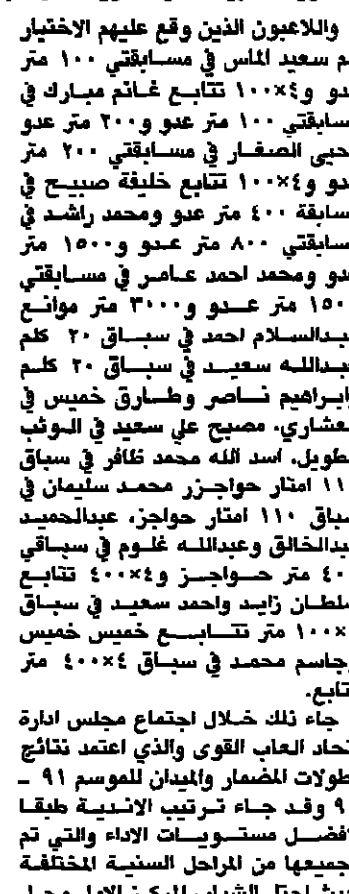 واللاعبون الذين وقع عليهم الاختيار
م سعيد الماس في مسابقتي ١٠٠ متر
دو و٤×١٠٠ تتابع غانم مبارك في
سابقتي ١٠٠ متر عدو و٢٠٠ متر عدو
حيى الصغار في مسابقتي ٢٠٠ متر
دو و٤×١٠٠ تتابع خليفة صبيح في
سابقة ٤٠٠ متر عدو ومحمد راشد في
سابقتي ٨٠٠ متر عدو و١٥٠٠ متر
دو ومحمد احمد عامر في مسابقتي
١٥٠ متر عدو و٣٠٠٠ متر موانع
بدالسلام احمد في سباق ٢٠ كلم
بدالله سعيد في سباق ٢٠ كلم
ابراهيم ناصر وطارق خميس في
لعشاري، مصبح علي سعيد في الوثب
طويل، اسد الله محمد ظافر في سباق
١١ امتار حواجزر محمد سليمان في
سباق ١١٠ امتار حواجز، عبدالحميد
بدالخالق وعبدالله غلوم في سباقي
٤٠ متر حواجز و٤×٤٠٠ تتابع
سلطان زايد واحمد سعيد في سباق
×١٠٠ متر تتابع خميس خميس
جاسم محمد في سباق ٤×٤٠٠ متر
تابع.
جاء ذلك خلال اجتماع مجلس ادارة
تحاد العاب القوى والذي اعتمد نتائج
طولات المضمار والميدان للموسم ٩١ ـ
٩ وقد جاء ترتيب الاندية طبقا
افضل مستويات الاداء والتي تم
جميعها من المراحل السنية المختلفة